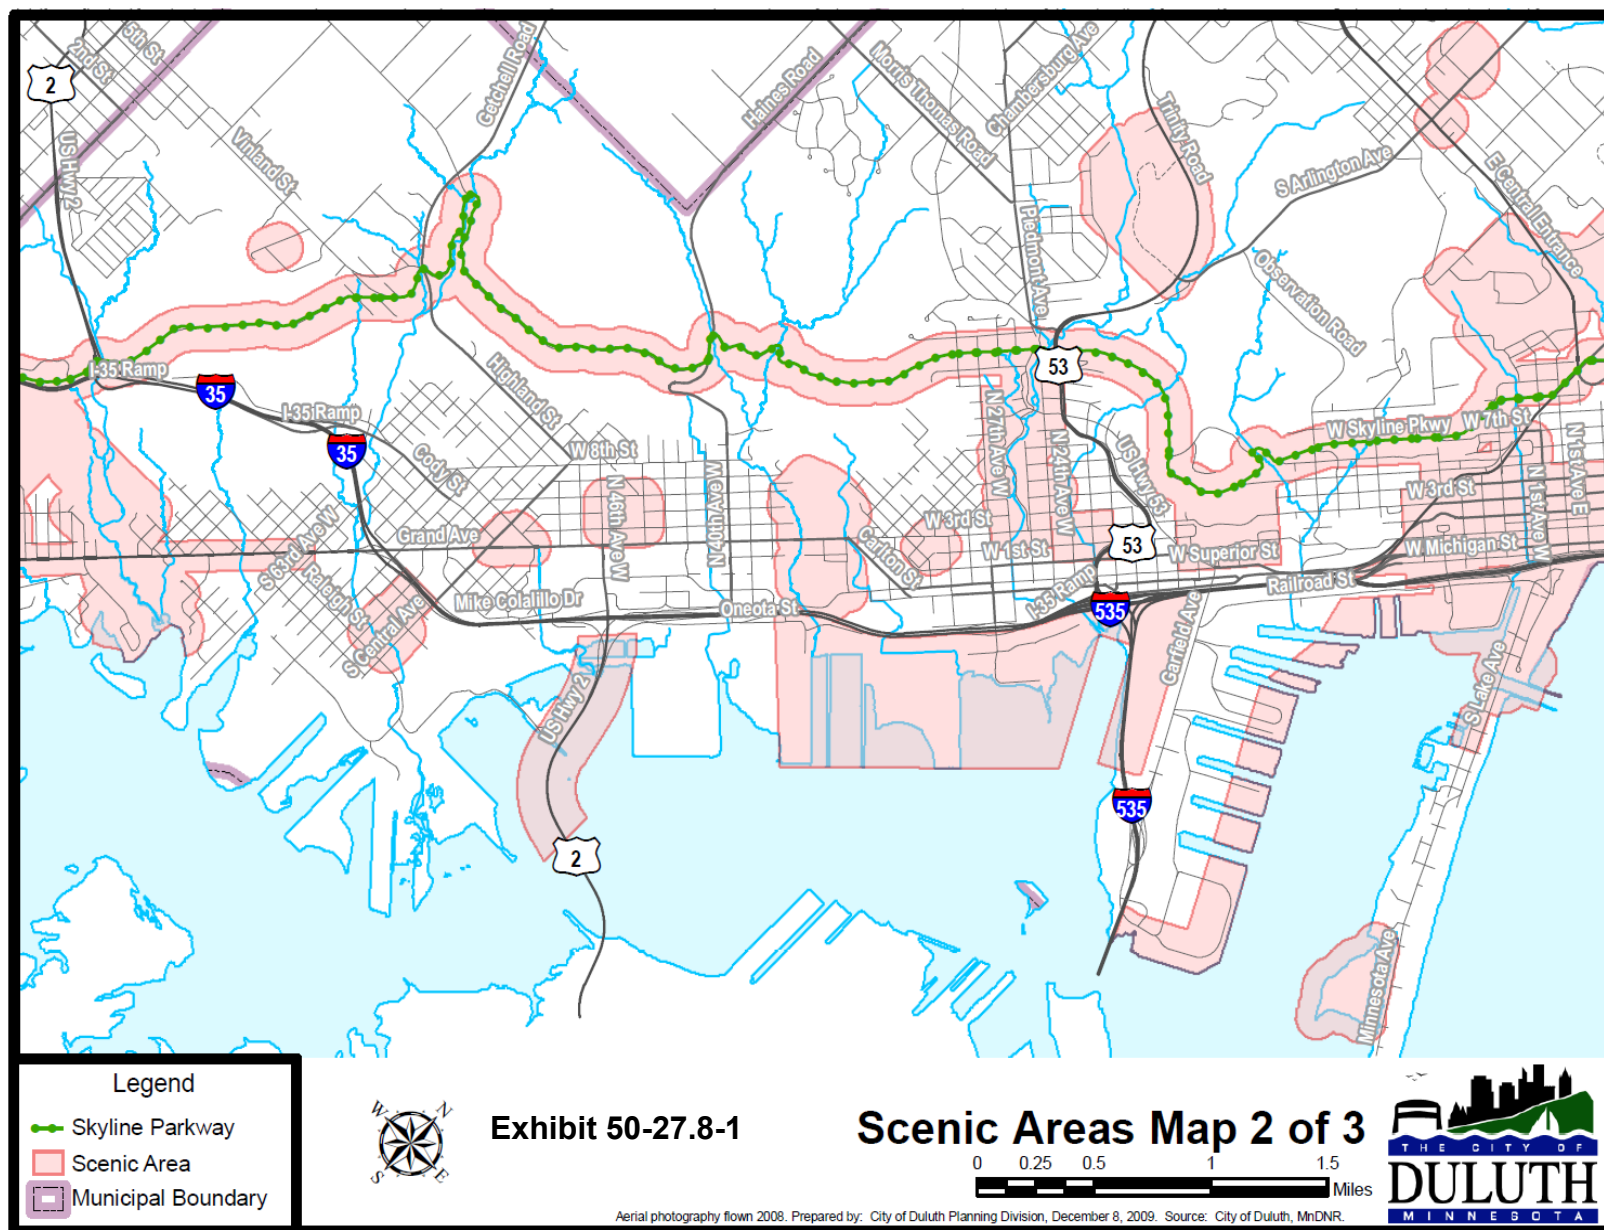 2nd St
5th St
2
US Hwy 2
Vinland St
Getchell Road
Haines Road
Morris Thomas Road
Chambersburg Ave
Trinity Road
S Arlington Ave
E Central Entrance
Piedmont Ave
Observation Road
53
I-35 Ramp
35
I-35 Ramp
35
Cody St
Highland St
W 8th St
N 46th Ave W
N 40th Ave W
N 27th Ave W
N 24th Ave W
US Hwy 53
W Skyline Pkwy
W 7th St
N 1st Ave E
N 1st Ave W
W 3rd St
W 3rd St
Grand Ave
S 63rd Ave W
Raleigh St
S Central Ave
Mike Colalillo Dr
Oneota St
Carlton St
W 1st St
53
W Superior St
W Michigan St
Railroad St
I-35 Ramp
535
Garfield Ave
US Hwy 2
S Lake Ave
535
2
Minnesota Ave
Legend
Skyline Parkway
Scenic Area
Municipal Boundary
W
N
S
E
Exhibit 50-27.8-1
Scenic Areas Map 2 of 3
0 0.25 0.5 1 1.5
Miles
Aerial photography flown 2008. Prepared by: City of Duluth Planning Division, December 8, 2009. Source: City of Duluth, MnDNR.
THE CITY OF
DULUTH
MINNESOTA